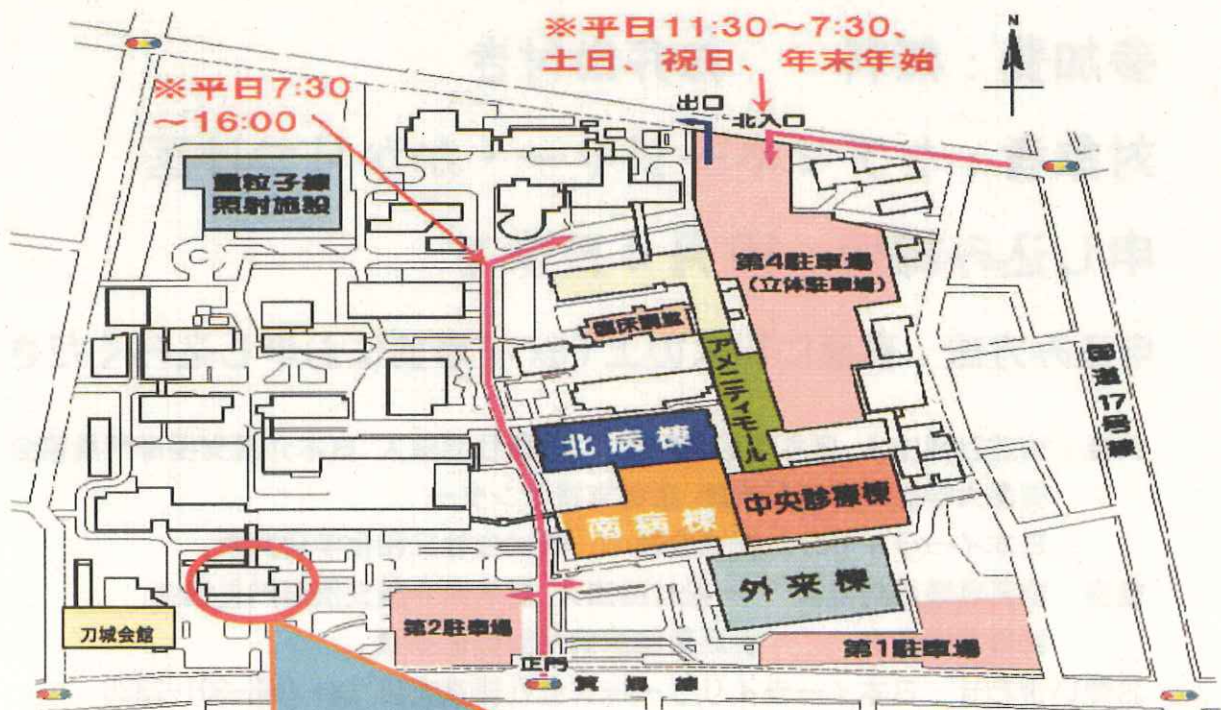 ※平日11:30～7:30、
土日、祝日、年末年始
※平日7:30
～16:00
N
出口
北入口
重粒子線
照射施設
第4駐車場
(立体駐車場)
臨床講堂
アメニティモール
国道17号線
北病棟
南病棟
中央診療棟
外来棟
刀城会館
第2駐車場
第1駐車場
正門